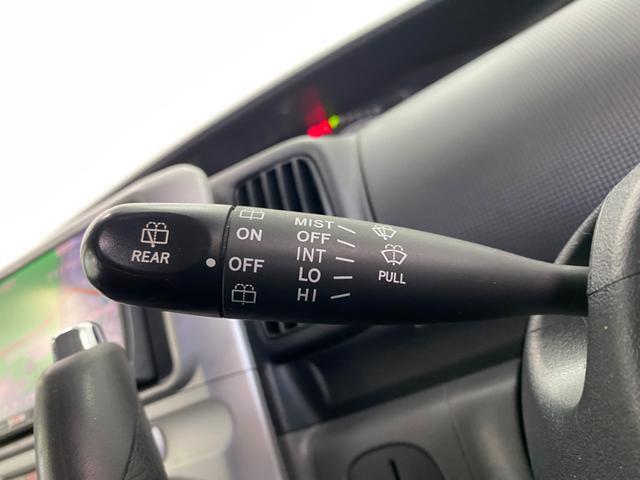 REAR
ON
OFF
MIST
OFF
INT
LO
HI
PULL